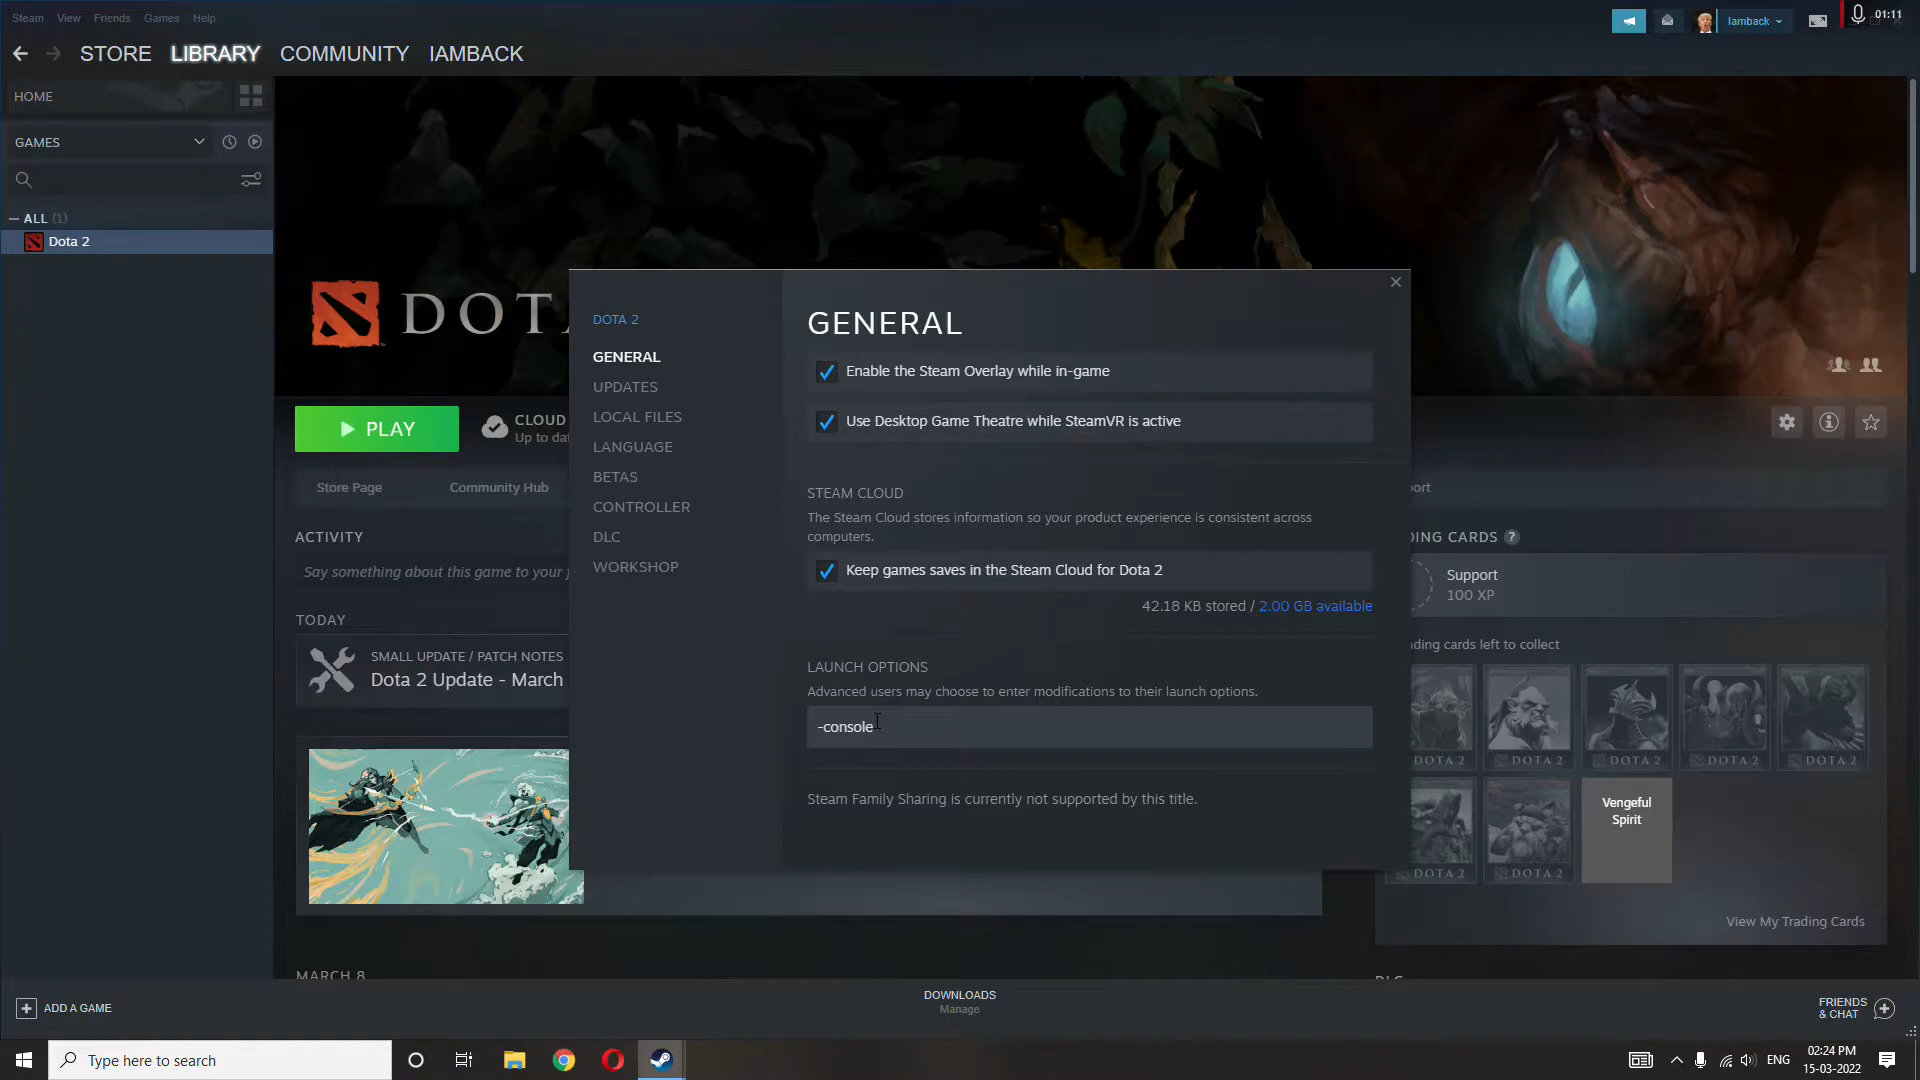 Steam View Friends Games Help
Iamback
01:11
STORE LIBRARY COMMUNITY IAMBACK
HOME
GAMES
ALL (1)
Dota 2
DOTA 2
GENERAL
UPDATES
LOCAL FILES
LANGUAGE
BETAS
CONTROLLER
DLC
WORKSHOP
GENERAL
Enable the Steam Overlay while in-game
Use Desktop Game Theatre while SteamVR is active
STEAM CLOUD
The Steam Cloud stores information so your product experience is consistent across
computers.
Keep games saves in the Steam Cloud for Dota 2
42.18 KB stored / 2.00 GB available
LAUNCH OPTIONS
Advanced users may choose to enter modifications to their launch options.
-console
Steam Family Sharing is currently not supported by this title.
DOT
PLAY
CLOUD
Up to dat
Store Page
Community Hub
ort
ACTIVITY
Say something about this game to your f
TODAY
SMALL UPDATE / PATCH NOTES
Dota 2 Update - March
MARCH 8
DING CARDS ?
Support
100 XP
ding cards left to collect
DOTA 2 DOTA 2 DOTA 2 DOTA 2 DOTA 2
Vengeful
Spirit
DOTA 2 DOTA 2
View My Trading Cards
DLC
ADD A GAME
DOWNLOADS
Manage
FRIENDS
& CHAT
Type here to search
ENG
02:24 PM
15-03-2022